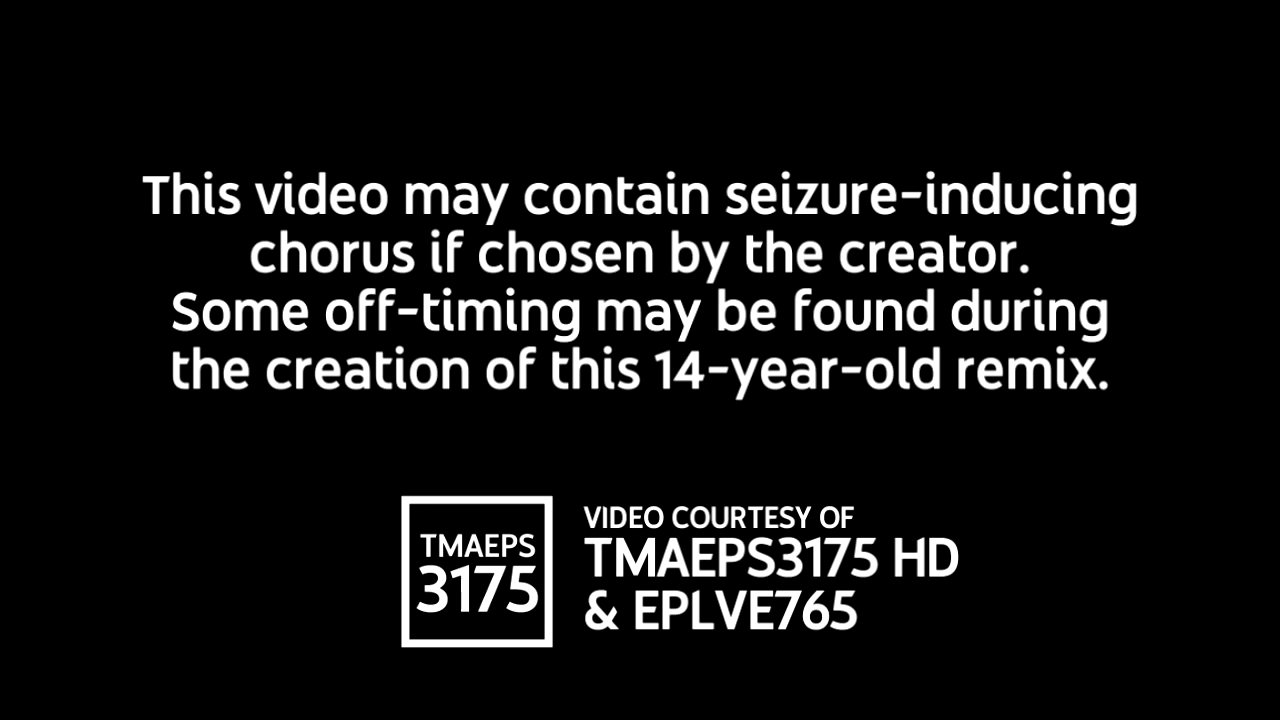 This video may contain seizure-inducing
chorus if chosen by the creator.
Some off-timing may be found during
the creation of this 14-year-old remix.
TMAEPS
3175
VIDEO COURTESY OF
TMAEPS3175 HD
& EPLVE765